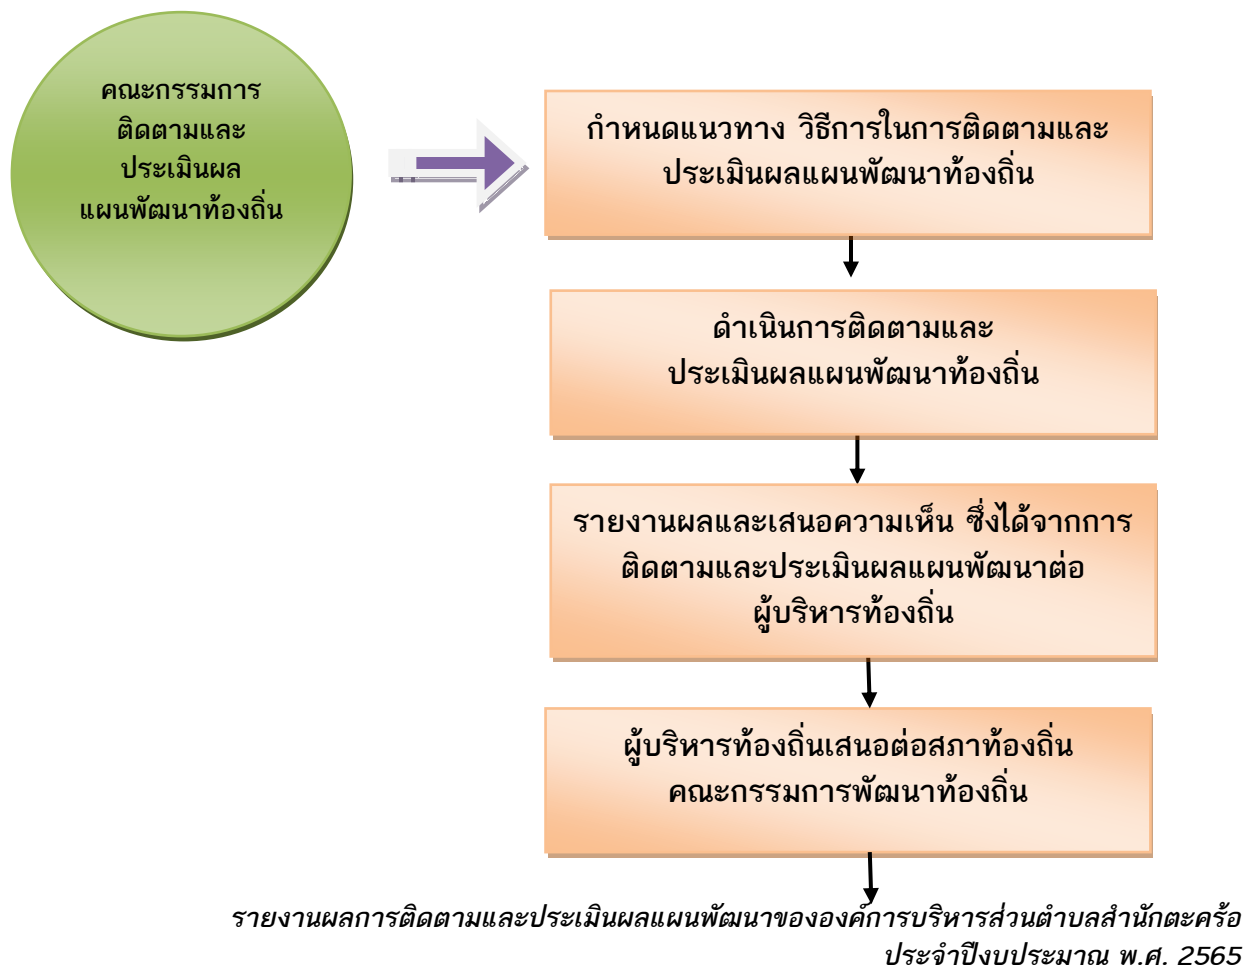 คณะกรรมการ
ติดตามและ
ประเมินผล
แผนพัฒนาท้องถิ่น
กำหนดแนวทาง วิธีการในการติดตามและ
ประเมินผลแผนพัฒนาท้องถิ่น
ดำเนินการติดตามและ
ประเมินผลแผนพัฒนาท้องถิ่น
รายงานผลและเสนอความเห็น ซึ่งได้จากการ
ติดตามและประเมินผลแผนพัฒนาต่อ
ผู้บริหารท้องถิ่น
ผู้บริหารท้องถิ่นเสนอต่อสภาท้องถิ่น
คณะกรรมการพัฒนาท้องถิ่น
รายงานผลการติดตามและประเมินผลแผนพัฒนาขององค์การบริหารส่วนตำบลสำนักตะคร้อ
ประจำปีงบประมาณ พ.ศ. 2565